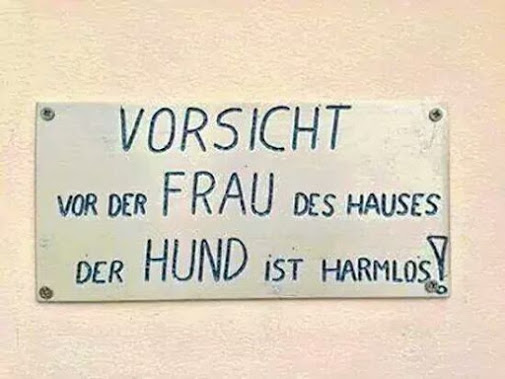 VORSICHT
VOR DER FRAU DES HAUSES
DER HUND iST HARMLOS!